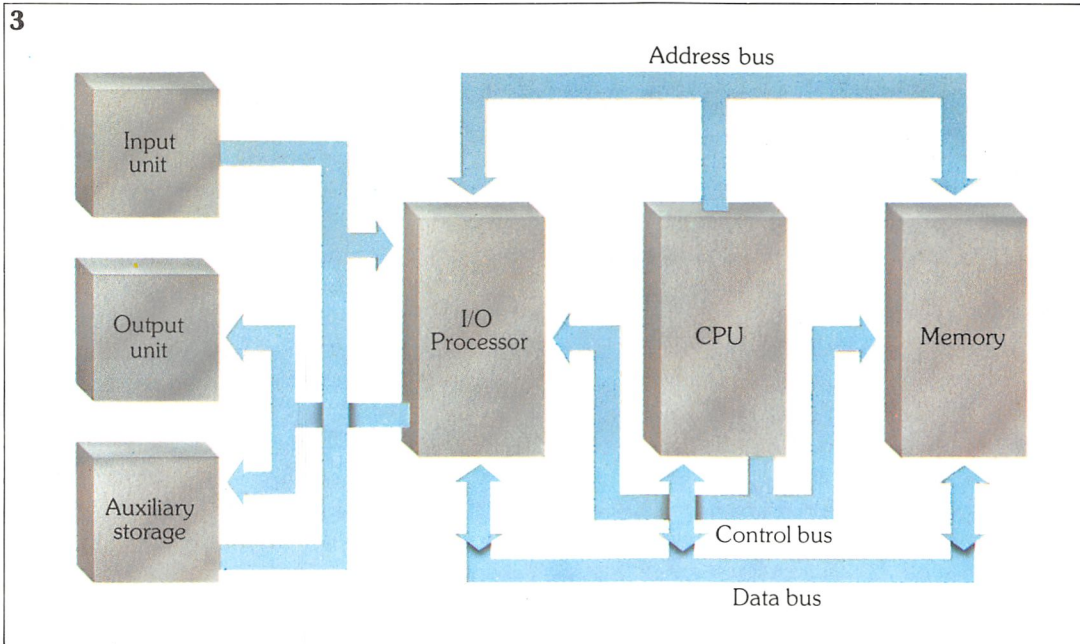 3
Address bus
Input
unit
Output
unit
Auxiliary
storage
I/O
Processor
CPU
Memory
Control bus
Data bus